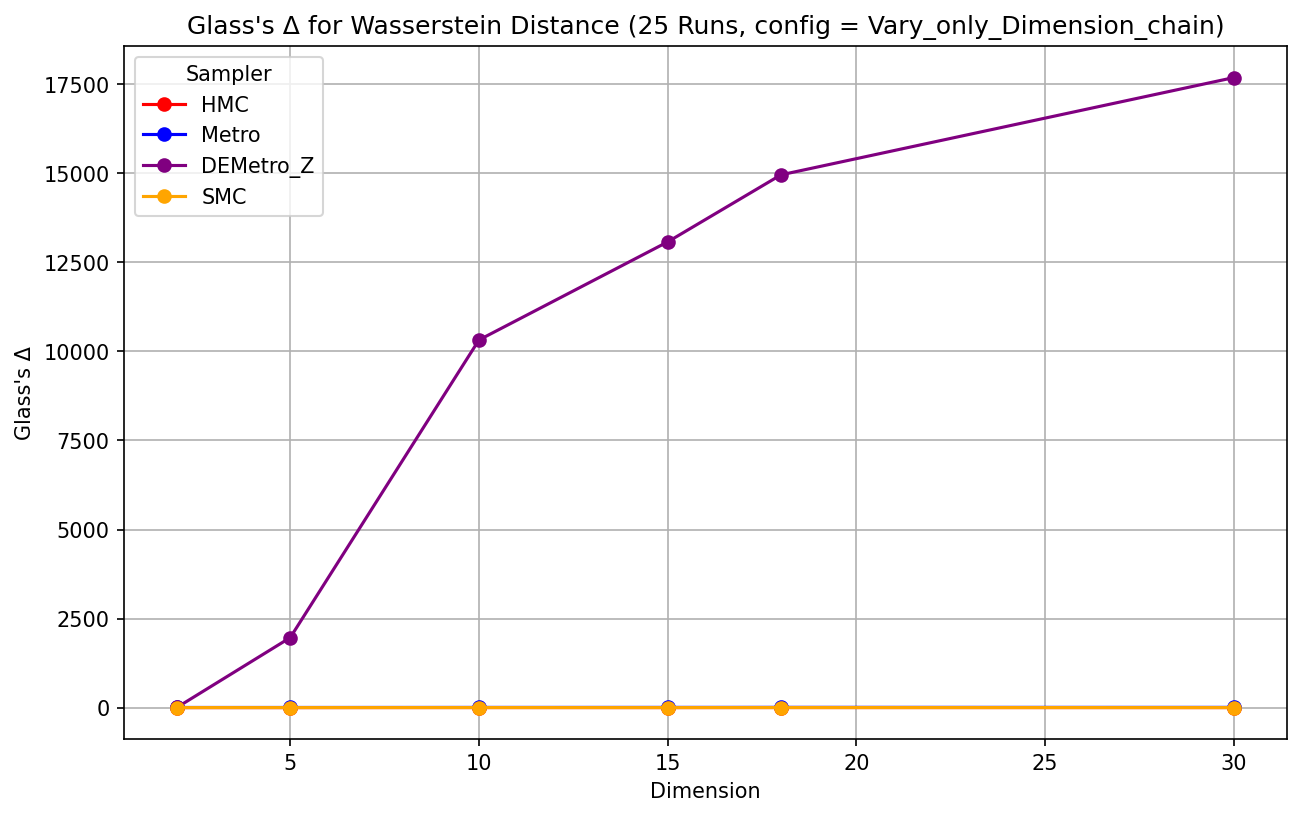 Glass's Δ for Wasserstein Distance (25 Runs, config = Vary_only_Dimension_chain)
Sampler
HMC
Metro
DEMetro_Z
SMC
17500
15000
12500
10000
7500
5000
2500
0
Glass's Δ
5 10 15 20 25 30
Dimension